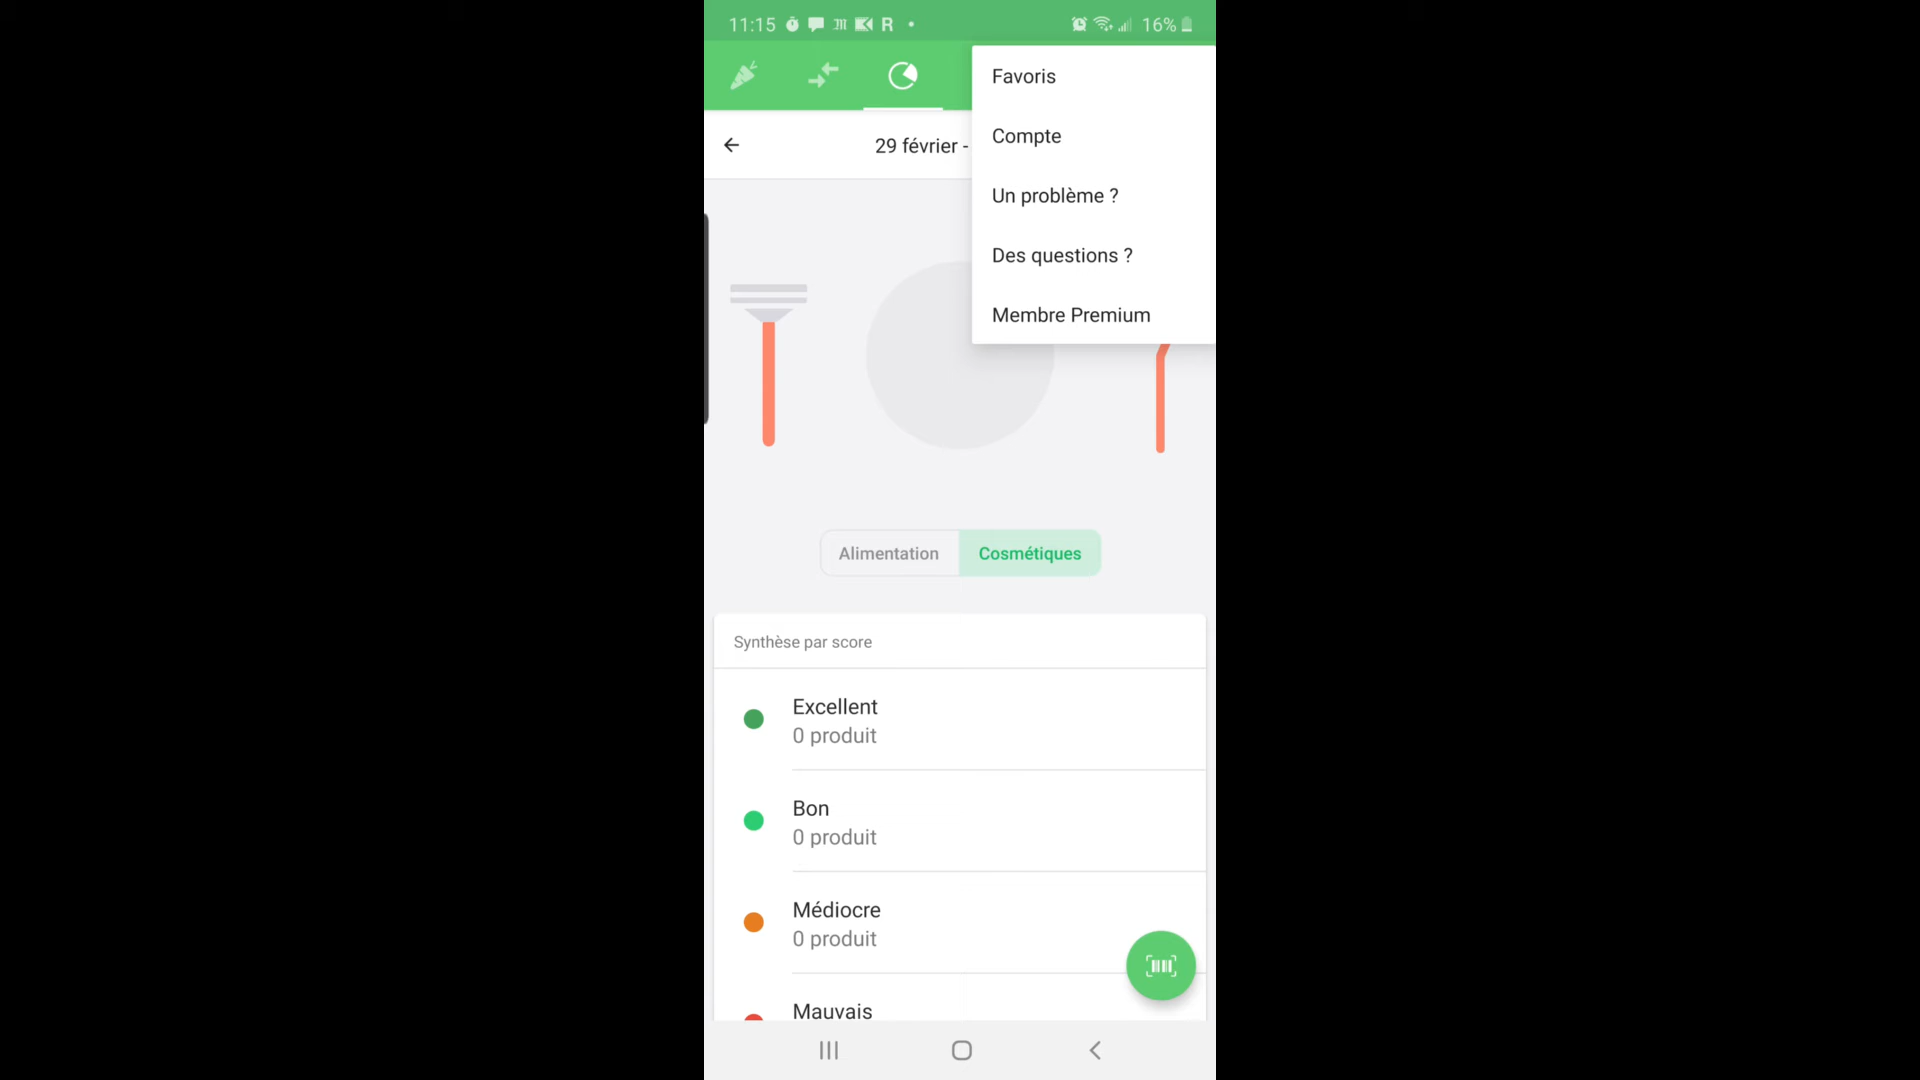 11:15
R
16%
Favoris
Compte
29 février -
Un problème ?
Des questions ?
Membre Premium
Alimentation
Cosmétiques
Synthèse par score
Excellent
0 produit
Bon
0 produit
Médiocre
0 produit
Mauvais